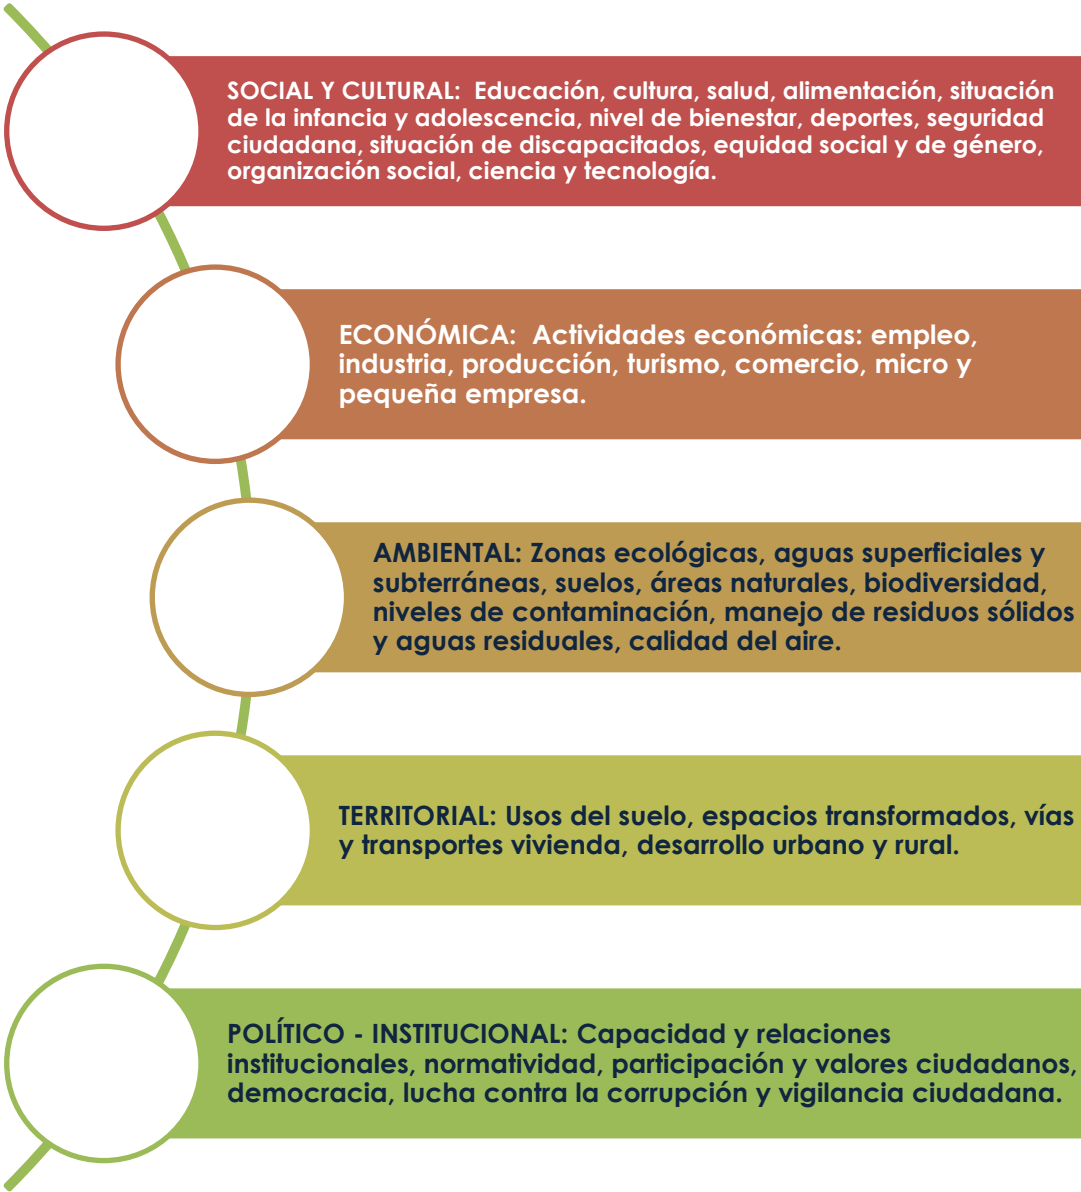 SOCIAL Y CULTURAL:  Educación, cultura, salud, alimentación, situación
de la infancia y adolescencia, nivel de bienestar, deportes, seguridad
ciudadana, situación de discapacitados, equidad social y de género,
organización social, ciencia y tecnología.
ECONÓMICA:  Actividades económicas: empleo,
industria, producción, turismo, comercio, micro y
pequeña empresa.
AMBIENTAL: Zonas ecológicas, aguas superficiales y
subterráneas, suelos, áreas naturales, biodiversidad,
niveles de contaminación, manejo de residuos sólidos
y aguas residuales, calidad del aire.
TERRITORIAL: Usos del suelo, espacios transformados, vías
y transportes vivienda, desarrollo urbano y rural.
POLÍTICO - INSTITUCIONAL: Capacidad y relaciones
institucionales, normatividad, participación y valores ciudadanos,
democracia, lucha contra la corrupción y vigilancia ciudadana.